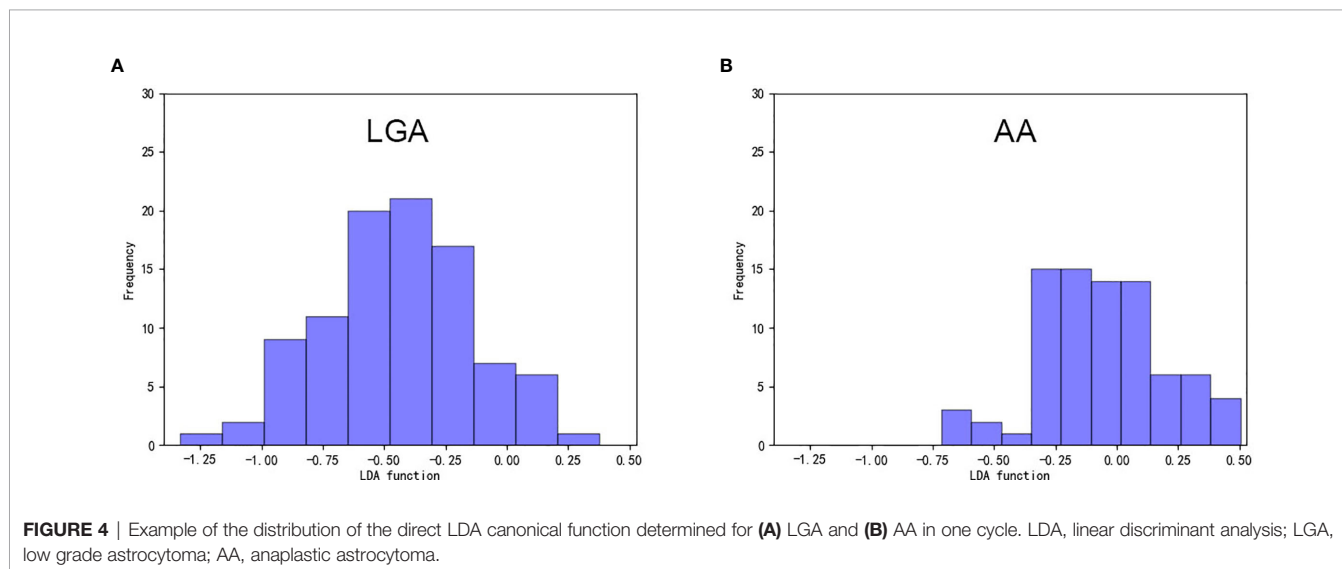 A
30
25
20
15
10
5
0
Frequency
LGA
-1.25 -1.00 -0.75 -0.50 -0.25 0.00 0.25 0.50
LDA function
B
30
25
20
15
10
5
0
Frequency
AA
-1.25 -1.00 -0.75 -0.50 -0.25 0.00 0.25 0.50
LDA function
FIGURE 4 | Example of the distribution of the direct LDA canonical function determined for (A) LGA and (B) AA in one cycle. LDA, linear discriminant analysis; LGA,
low grade astrocytoma; AA, anaplastic astrocytoma.